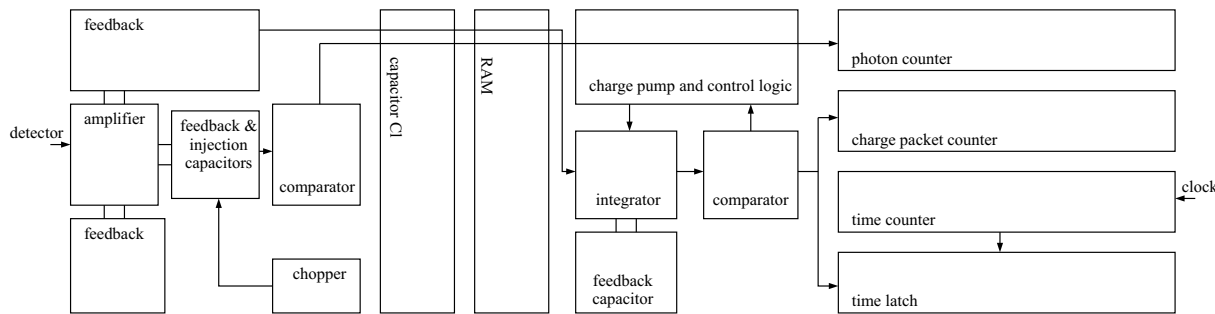 feedback
detector
amplifier
feedback &
injection
capacitors
comparator
feedback
chopper
capacitor Cl
RAM
charge pump and control logic
integrator
comparator
feedback
capacitor
photon counter
charge packet counter
time counter
clock
time latch